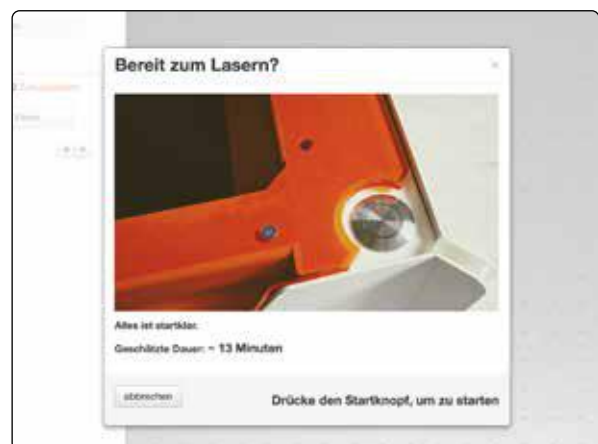 Bereit zum Lasern?
×
Alles ist startklar.
Geschätzte Dauer: ~ 13 Minuten
abbrechen
Drücke den Startknopf, um zu starten